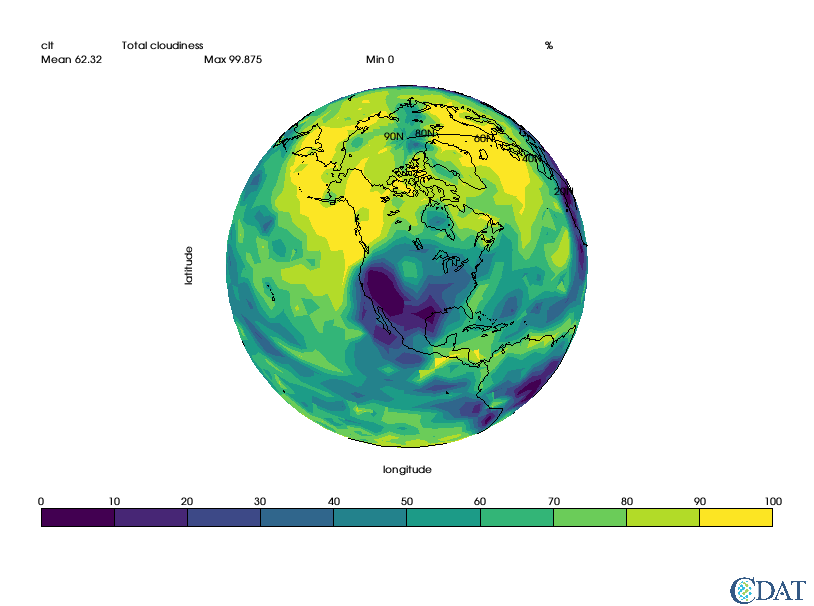 clt Total cloudiness %
Mean 62.32 Max 99.875 Min 0
90N 80N 60N 40N 20N
latitude
longitude
0 10 20 30 40 50 60 70 80 90 100
CDAT